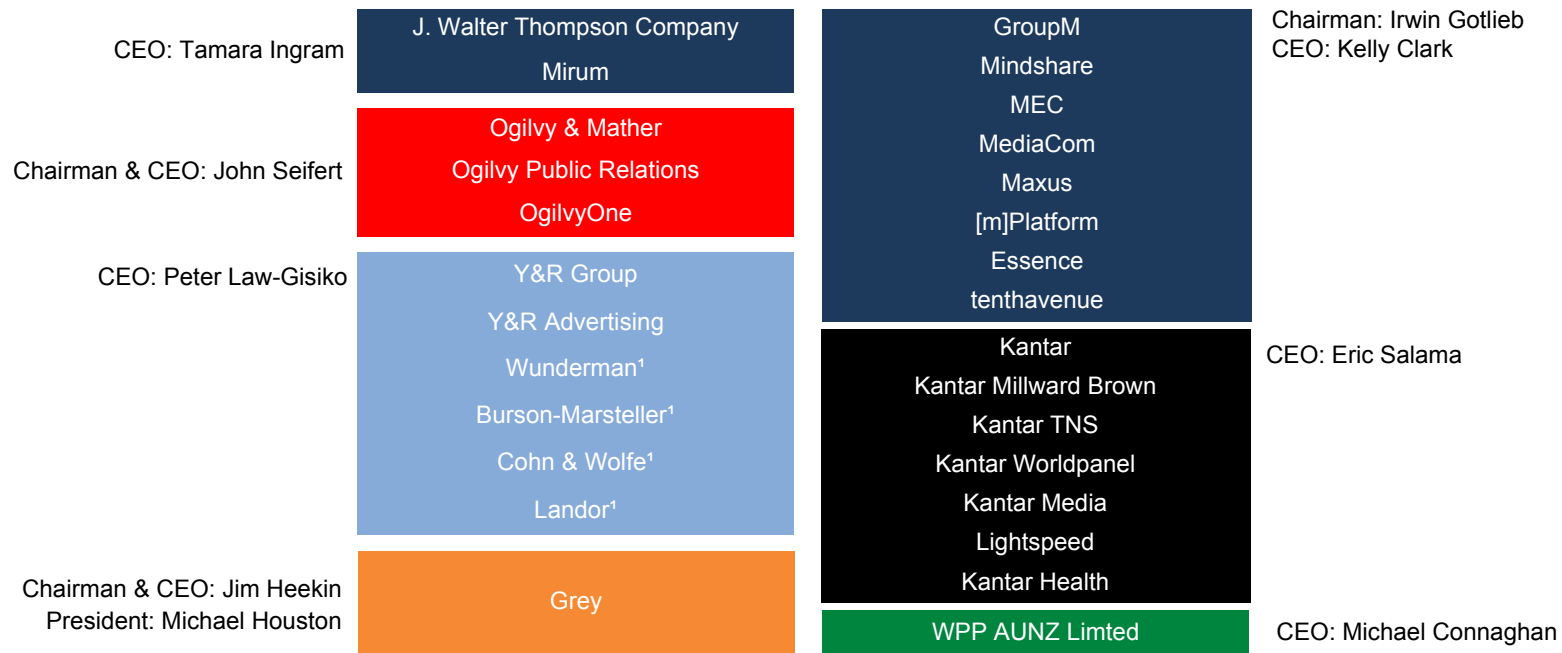 CEO: Tamara Ingram
J. Walter Thompson Company
Mirum
Chairman & CEO: John Seifert
Ogilvy & Mather
Ogilvy Public Relations
OgilvyOne
CEO: Peter Law-Gisiko
Y&R Group
Y&R Advertising
Wunderman¹
Burson-Marsteller¹
Cohn & Wolfe¹
Landor¹
Chairman & CEO: Jim Heekin
President: Michael Houston
Grey
GroupM
Mindshare
MEC
MediaCom
Maxus
[m]Platform
Essence
tenthavenue
Chairman: Irwin Gotlieb
CEO: Kelly Clark
Kantar
Kantar Millward Brown
Kantar TNS
Kantar Worldpanel
Kantar Media
Lightspeed
Kantar Health
CEO: Eric Salama
WPP AUNZ Limted
CEO: Michael Connaghan